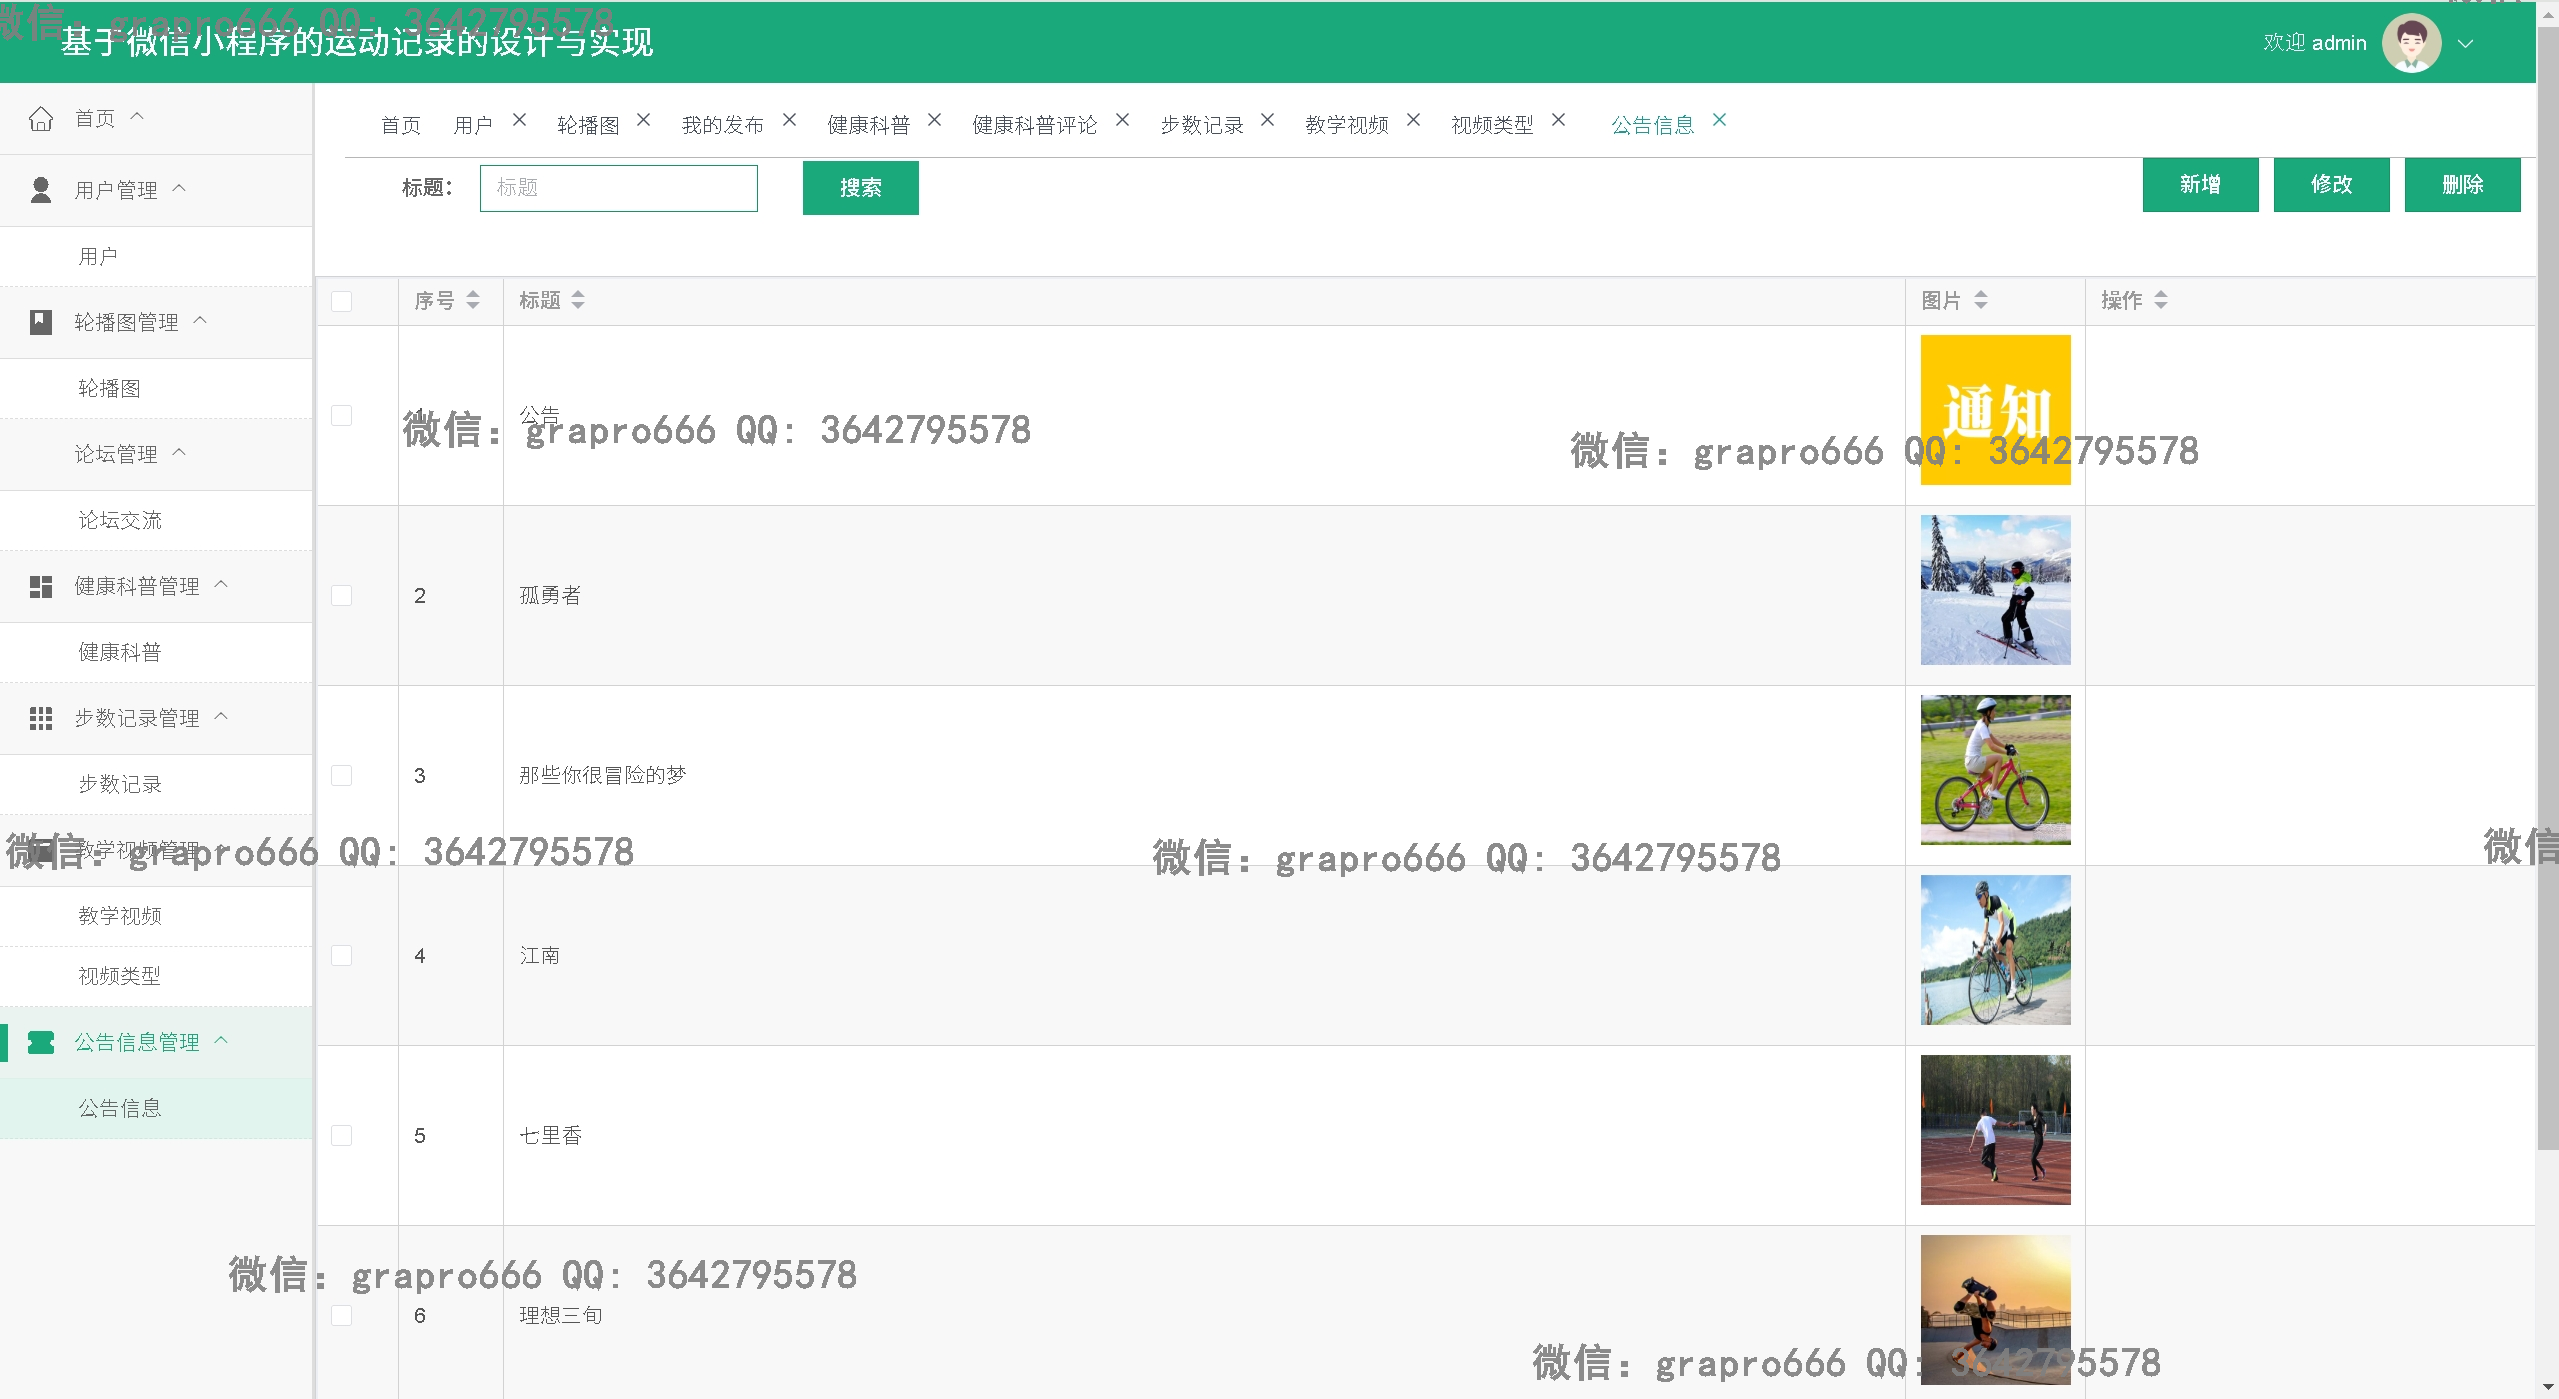 微信: grapro666 QQ: 3642795578
基于微信小程序的运动记录的设计与实现
欢迎 admin
首页
用户管理
用户
轮播图管理
轮播图
论坛管理
论坛交流
健康科普管理
健康科普
步数记录管理
步数记录
教学视频管理
微信: grapro666 QQ: 3642795578
教学视频
视频类型
公告信息管理
公告信息
首页 用户 轮播图 我的发布 健康科普 健康科普评论 步数记录 教学视频 视频类型 公告信息
标题: 标题 搜索 新增 修改 删除
序号 标题 图片 操作
1 公告
通知
微信: grapro666 QQ: 3642795578
微信: grapro666 QQ: 3642795578
2 孤勇者
3 那些你很冒险的梦
微信: grapro666 QQ: 3642795578
微信
4 江南
5 七里香
微信: grapro666 QQ: 3642795578
6 理想三旬
微信: grapro666 QQ: 3642795578